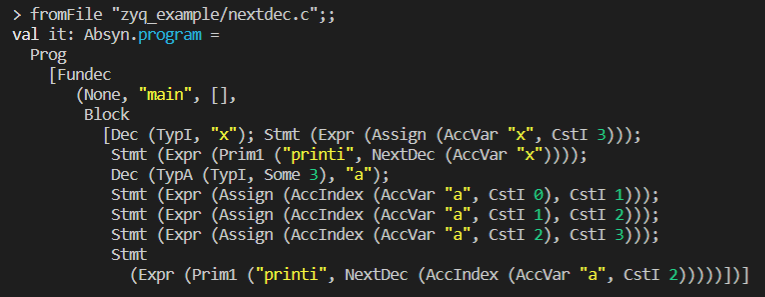 > fromFile "zyq_example/nextdec.c";;
val it: Absyn.program =
  Prog
    [Fundec
       (None, "main", [],
        Block
          [Dec (TypI, "x"); Stmt (Expr (Assign (AccVar "x", CstI 3)));
           Stmt (Expr (Prim1 ("printi", NextDec (AccVar "x"))));
           Dec (TypA (TypI, Some 3), "a");
           Stmt (Expr (Assign (AccIndex (AccVar "a", CstI 0), CstI 1)));
           Stmt (Expr (Assign (AccIndex (AccVar "a", CstI 1), CstI 2)));
           Stmt (Expr (Assign (AccIndex (AccVar "a", CstI 2), CstI 3)));
           Stmt
             (Expr (Prim1 ("printi", NextDec (AccIndex (AccVar "a", CstI 2)))))])]